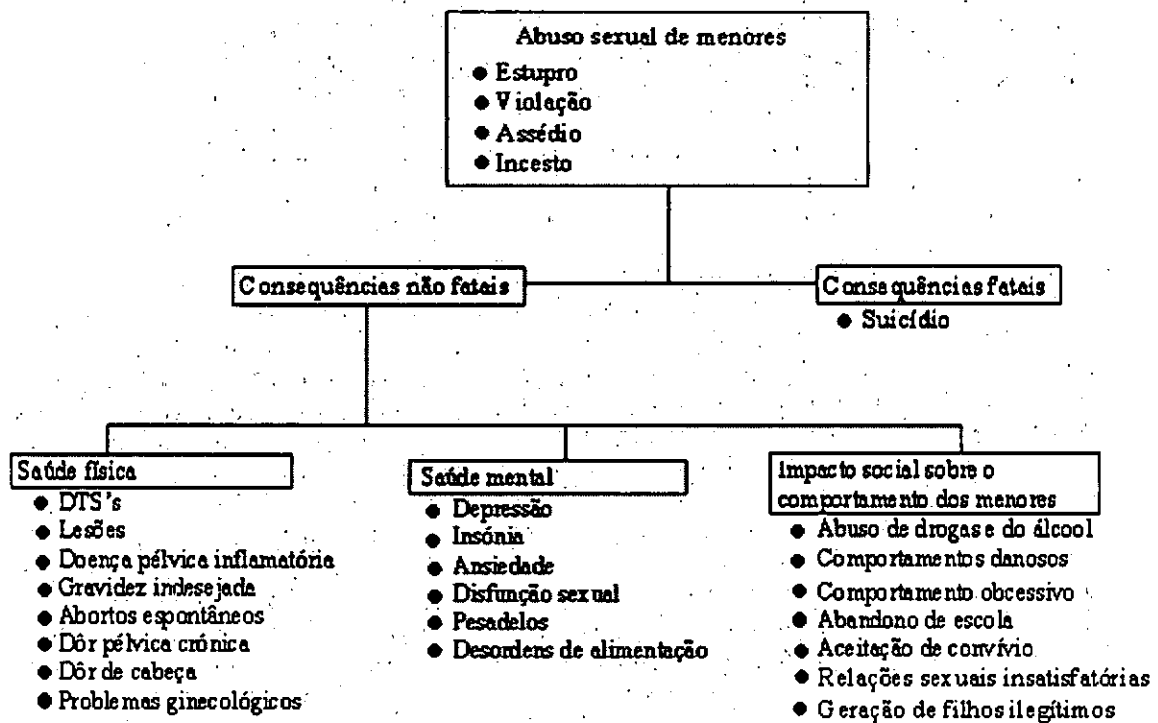 Abuso sexual de menores
● Estupro
● Violação
● Assédio
● Incesto
Consequências não fatais
Consequências fatais
● Suicídio
Saúde física
● DTS's
● Lesões
● Doença pélvica inflamatória
● Gravidez indesejada
● Abortos espontâneos
● Dôr pélvica crónica
● Dôr de cabeça
● Problemas ginecológicos
Saúde mental
● Depressão
● Insónia
● Ansiedade
● Disfunção sexual
● Pesadelos
● Desordens de alimentação
Impacto social sobre o
comportamento dos menores
● Abuso de drogas e do álcool
● Comportamentos danosos
● Comportamento obcessivo
● Abandono de escola
● Aceitação de convívio
● Relações sexuais insatisfatórias
● Geração de filhos ilegítimos